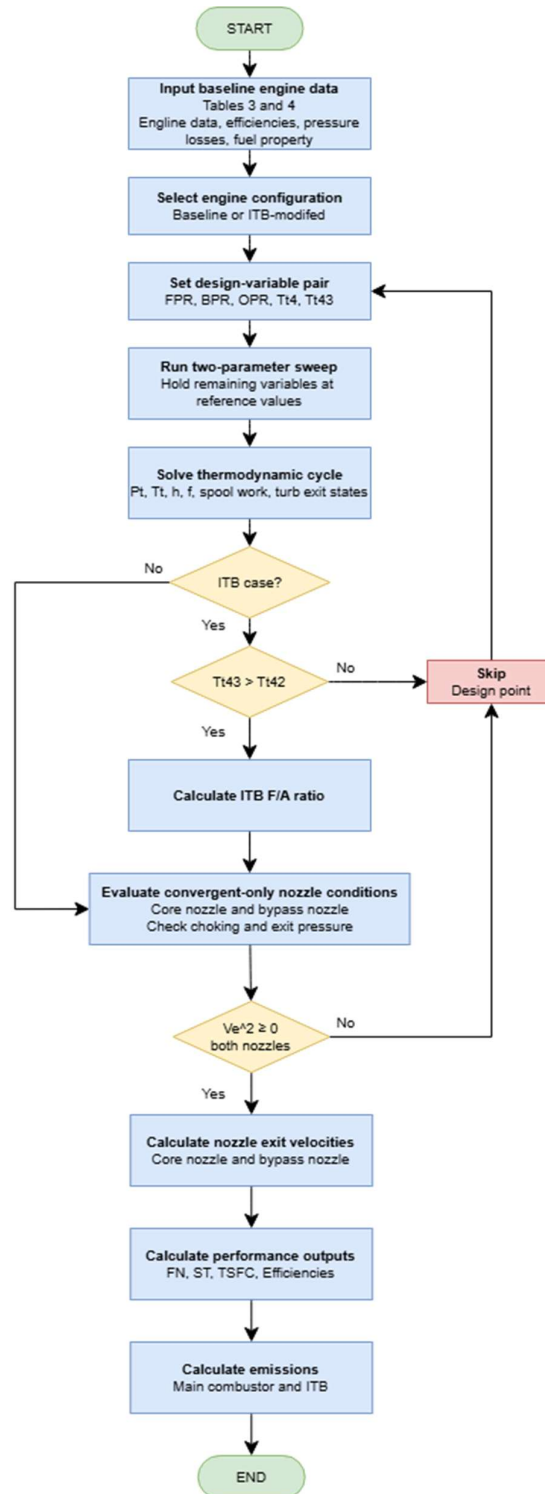 START
Input baseline engine data
Tables 3 and 4
Engline data, efficiencies, pressure
losses, fuel property
Select engine configuration
Baseline or ITB-modifed
Set design-variable pair
FPR, BPR, OPR, Tt4, Tt43
Run two-parameter sweep
Hold remaining variables at
reference values
Solve thermodynamic cycle
Pt, Tt, h, f, spool work, turb exit states
No
ITB case?
Yes
Tt43 > Tt42
No
Skip
Design point
Yes
Calculate ITB F/A ratio
Evaluate convergent-only nozzle conditions
Core nozzle and bypass nozzle
Check choking and exit pressure
Ve^2 ≥ 0
both nozzles
No
Yes
Calculate nozzle exit velocities
Core nozzle and bypass nozzle
Calculate performance outputs
FN, ST, TSFC, Efficiencies
Calculate emissions
Main combustor and ITB
END